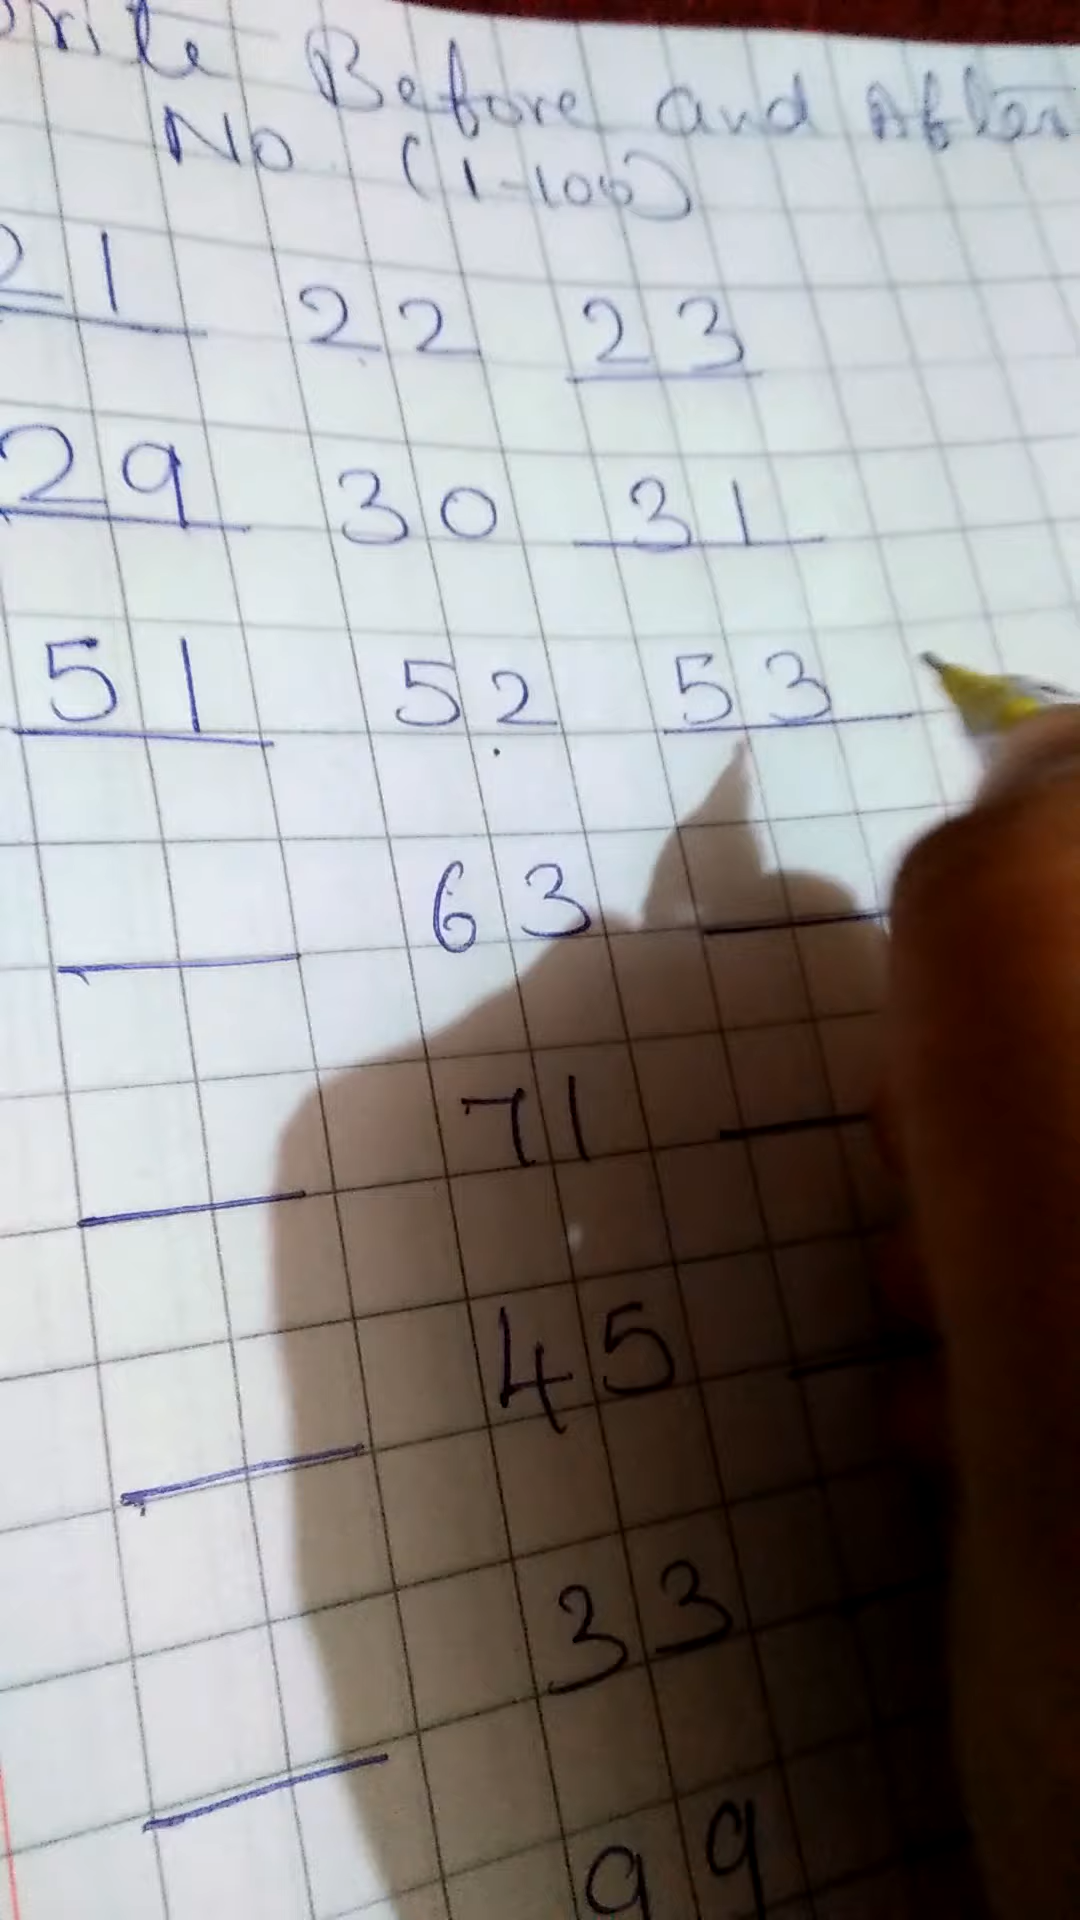 Write Before and After
No (1-100)
21 22 23
29 30 31
51 52 53
63
71
45
33
99